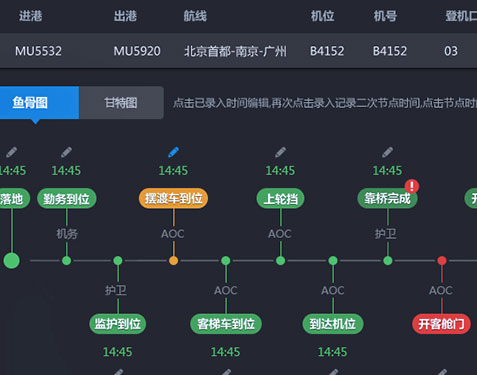 进港 出港 航线 机位 机号 登机口
MU5532 MU5920 北京首都-南京-广州 B4152 B4152 03
鱼骨图 甘特图 点击已录入时间编辑,再次点击录入记录二次节点时间,点击节点时间
14:45 14:45 14:45 14:45 14:45
落地 勤务到位 摆渡车到位 上轮挡 靠桥完成 !
机务 AOC AOC 护卫
护卫 AOC AOC AOC
监护到位 客梯车到位 到达机位 开客舱门
14:45 14:45 14:45